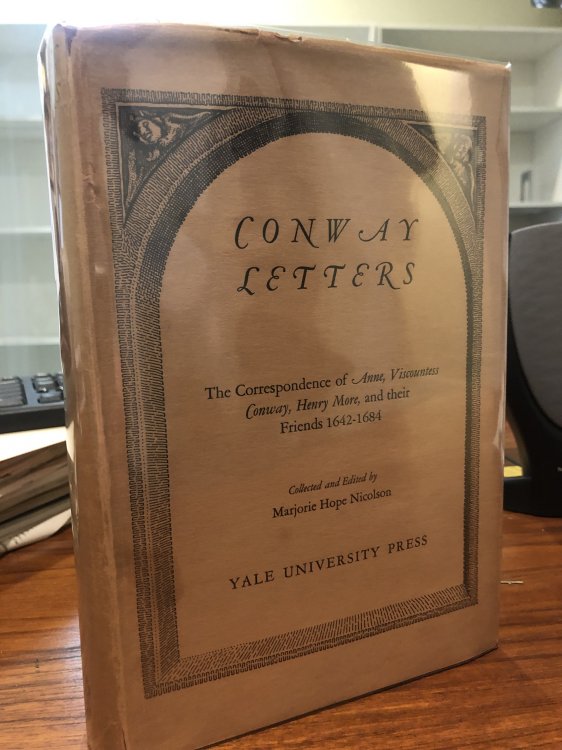 CONWAY
LETTERS
The Correspondence of Anne, Viscountess
Conway, Henry More, and their
Friends 1642-1684
Collected and Edited by
Marjorie Hope Nicolson
YALE UNIVERSITY PRESS